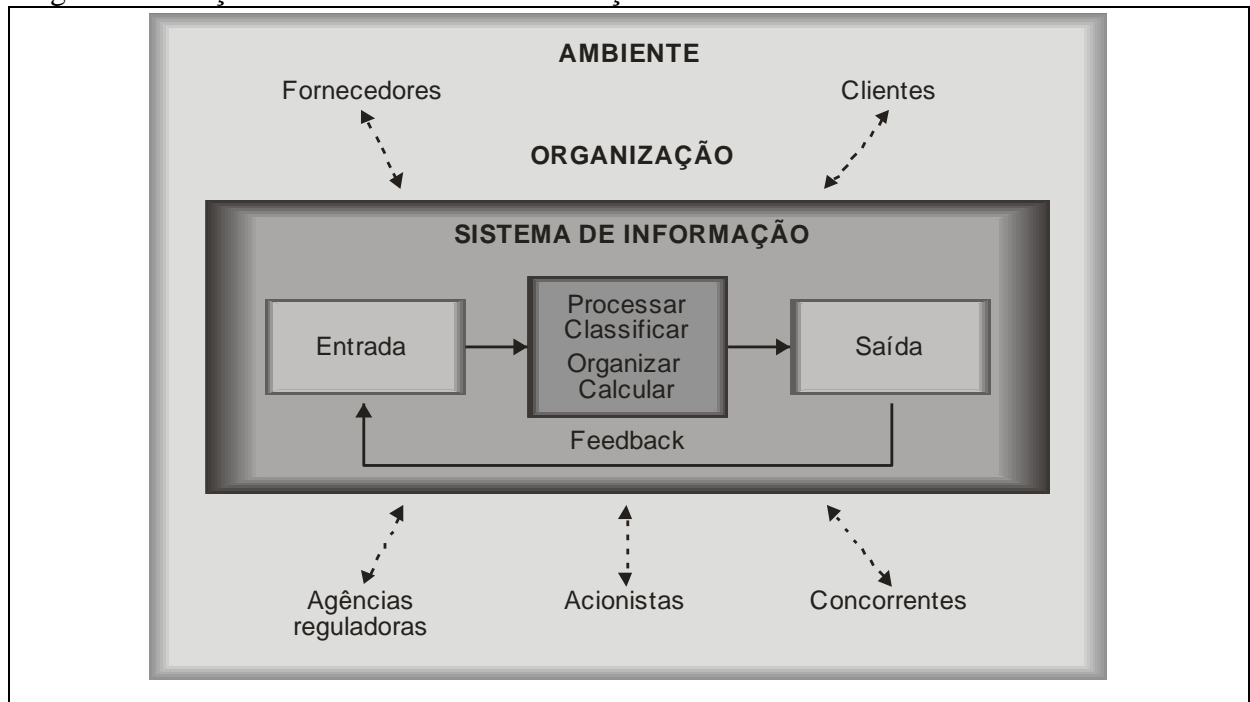 AMBIENTE
Fornecedores
Clientes
ORGANIZAÇÃO
SISTEMA DE INFORMAÇÃO
Entrada
Processar
Classificar
Organizar
Calcular
Saída
Feedback
Agências
reguladoras
Acionistas
Concorrentes